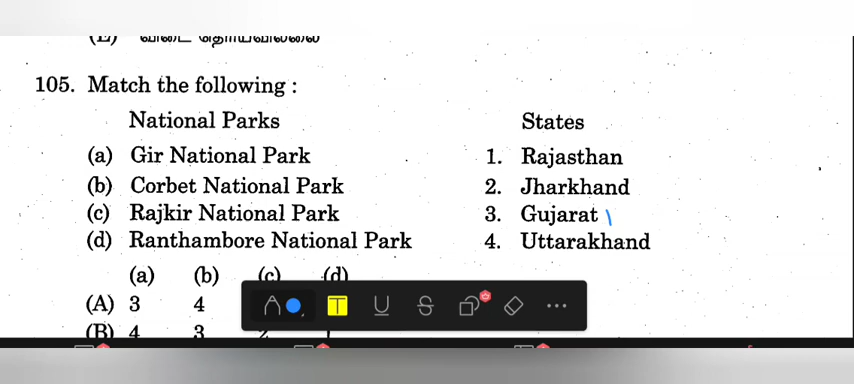 105. Match the following :
National Parks States
(a) Gir National Park 1. Rajasthan
(b) Corbet National Park 2. Jharkhand
(c) Rajkir National Park 3. Gujarat
(d) Ranthambore National Park 4. Uttarakhand
(a) (b) (c) (d)
(A) 3 4
(B) 4 3